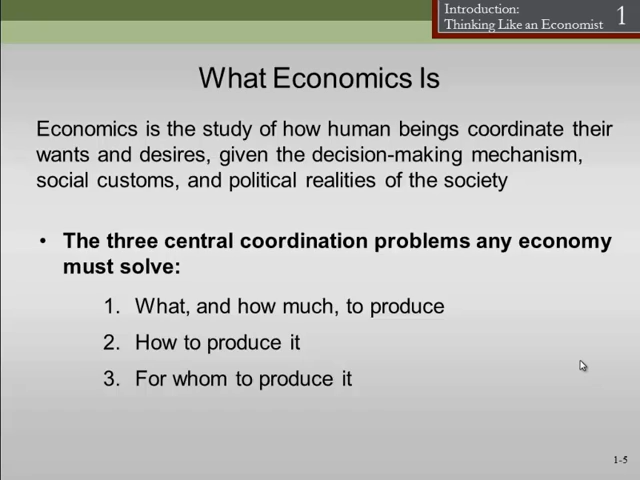 Introduction:
Thinking Like an Economist
1
What Economics Is
Economics is the study of how human beings coordinate their
wants and desires, given the decision-making mechanism,
social customs, and political realities of the society
• The three central coordination problems any economy
must solve:
1. What, and how much, to produce
2. How to produce it
3. For whom to produce it
1-5